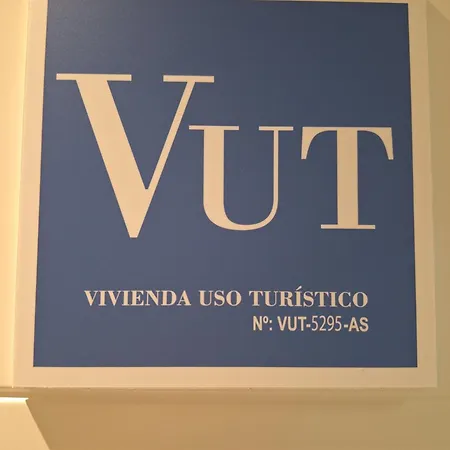 VUT
VIVIENDA USO TURÍSTICO
Nº: VUT-5295-AS